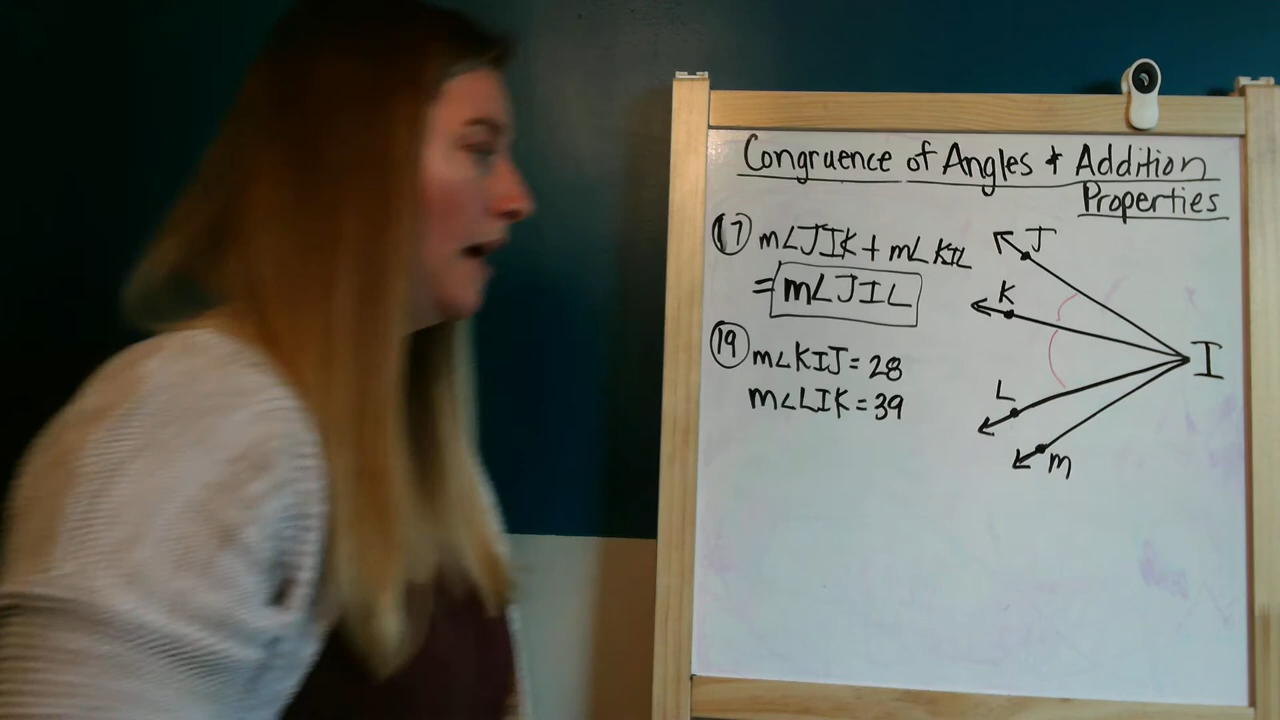 Congruence of Angles & Addition
Properties
17 m∠JIK + m∠KIL
= m∠JIL
19 m∠KIJ = 28
m∠LIK = 39
J
K
I
L
m